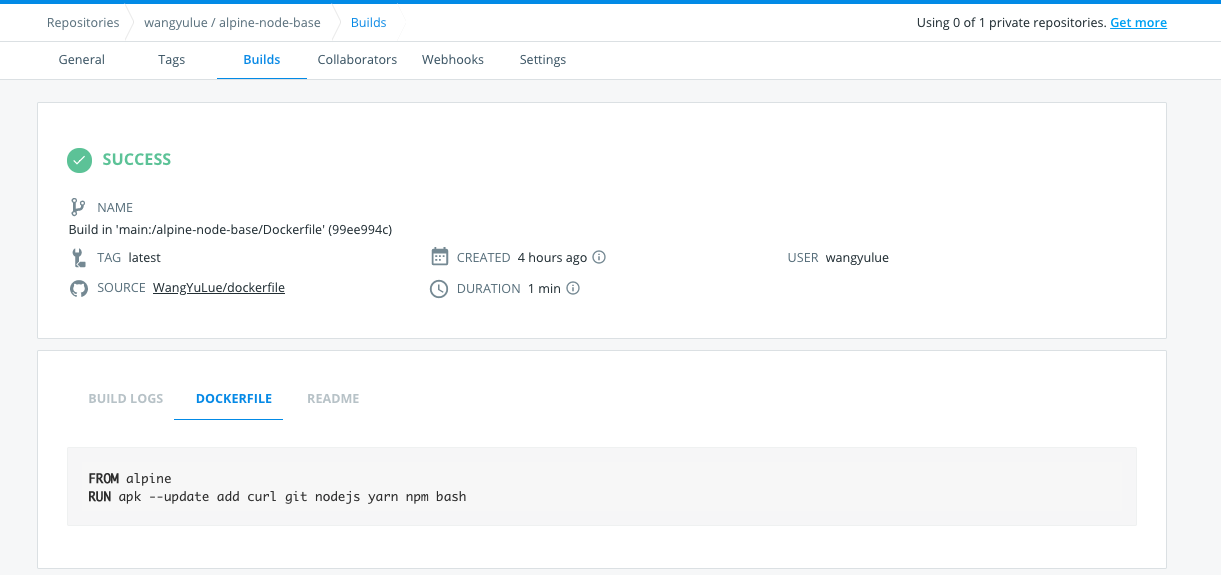 Repositories wangyulue / alpine-node-base Builds Using 0 of 1 private repositories. Get more
General Tags Builds Collaborators Webhooks Settings
SUCCESS
NAME
Build in 'main:/alpine-node-base/Dockerfile' (99ee994c)
TAG latest CREATED 4 hours ago USER wangyulue
SOURCE WangYuLue/dockerfile DURATION 1 min
BUILD LOGS DOCKERFILE README
FROM alpine
RUN apk --update add curl git nodejs yarn npm bash